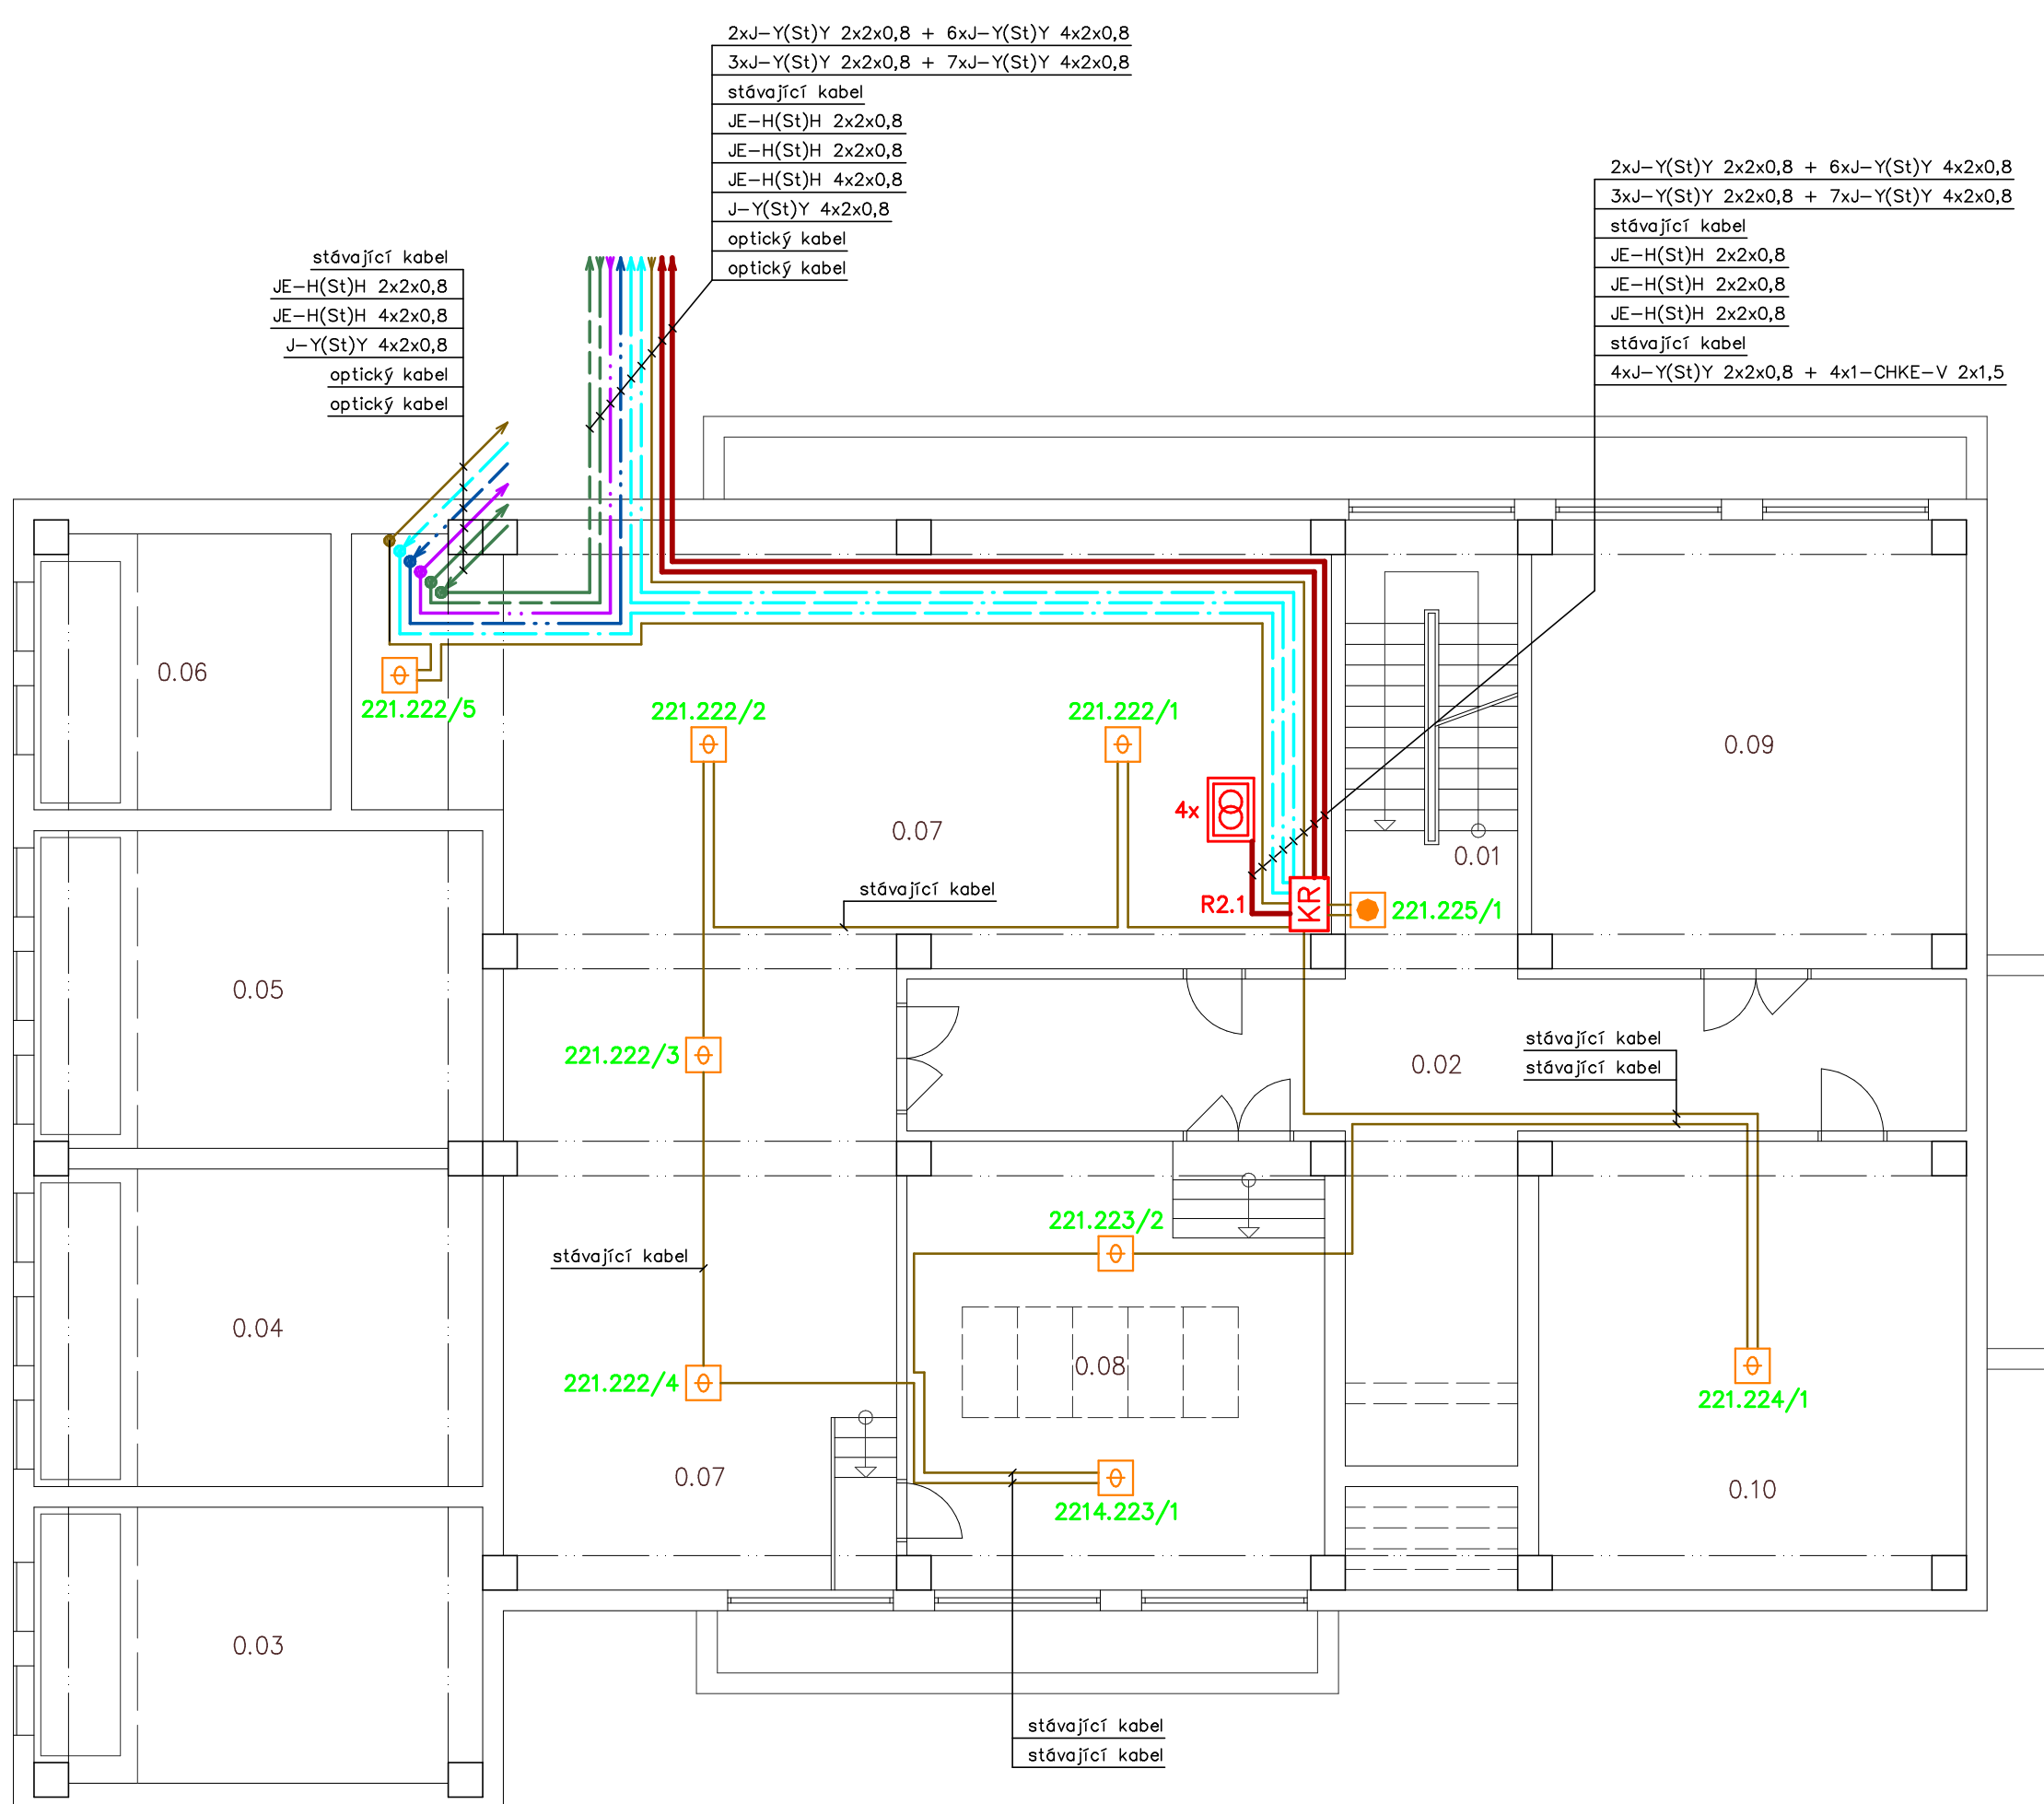 2xJ-Y(St)Y 2x2x0,8 + 6xJ-Y(St)Y 4x2x0,8
3xJ-Y(St)Y 2x2x0,8 + 7xJ-Y(St)Y 4x2x0,8
stávající kabel
JE-H(St)H 2x2x0,8
JE-H(St)H 2x2x0,8
JE-H(St)H 4x2x0,8
J-Y(St)Y 4x2x0,8
optický kabel
optický kabel
2xJ-Y(St)Y 2x2x0,8 + 6xJ-Y(St)Y 4x2x0,8
3xJ-Y(St)Y 2x2x0,8 + 7xJ-Y(St)Y 4x2x0,8
stávající kabel
JE-H(St)H 2x2x0,8
JE-H(St)H 2x2x0,8
JE-H(St)H 2x2x0,8
stávající kabel
4xJ-Y(St)Y 2x2x0,8 + 4x1-CHKE-V 2x1,5
stávající kabel
JE-H(St)H 2x2x0,8
JE-H(St)H 4x2x0,8
J-Y(St)Y 4x2x0,8
optický kabel
optický kabel
0.06
221.222/5
221.222/2
221.222/1
0.09
4x
0.07
0.01
stávající kabel
R2.1
KR
221.225/1
0.05
221.222/3
0.02
stávající kabel
stávající kabel
221.223/2
stávající kabel
0.04
0.08
221.222/4
221.224/1
0.07
0.10
2214.223/1
0.03
stávající kabel
stávající kabel